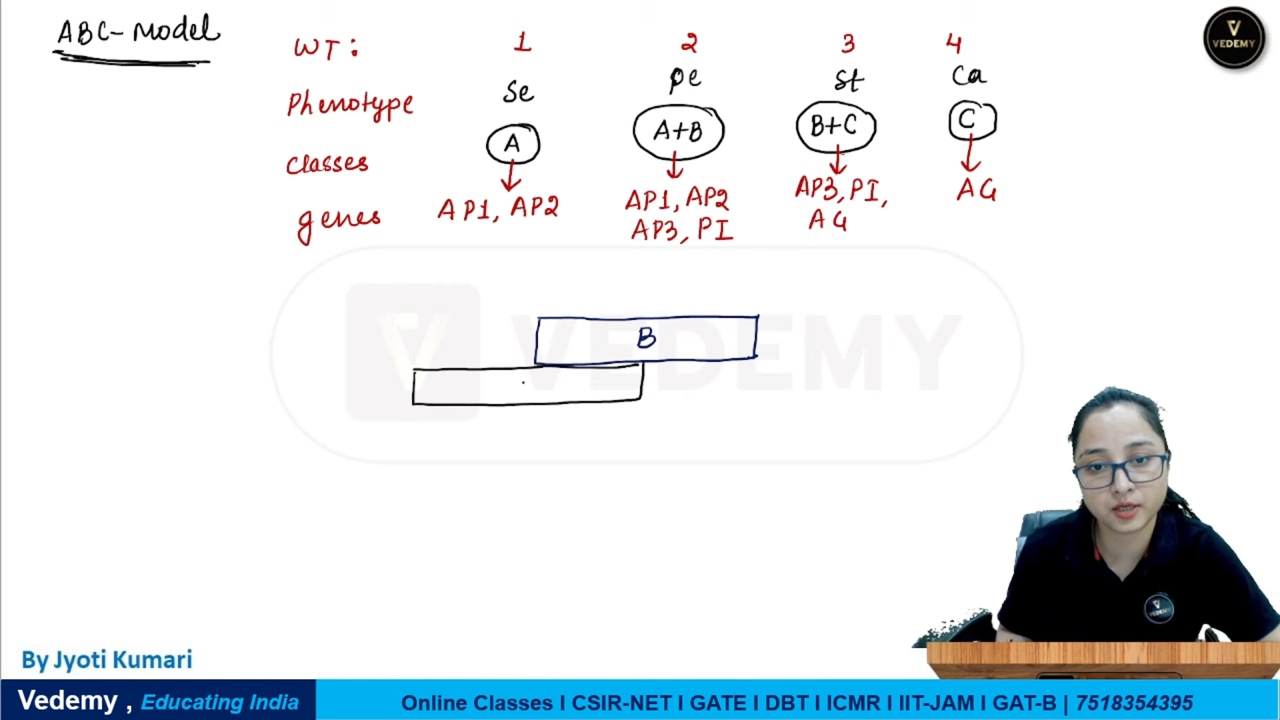 ABC-Model
WT: 1 2 3 4
Phenotype Se Pe St Ca
classes A A+B B+C C
genes AP1, AP2 AP1, AP2 AP3, PI, AG
AP3, PI AG
B
VEDEMY
VEDEMY
By Jyoti Kumari
Vedemy , Educating India
Online Classes I CSIR-NET I GATE I DBT I ICMR I IIT-JAM I GAT-B | 7518354395